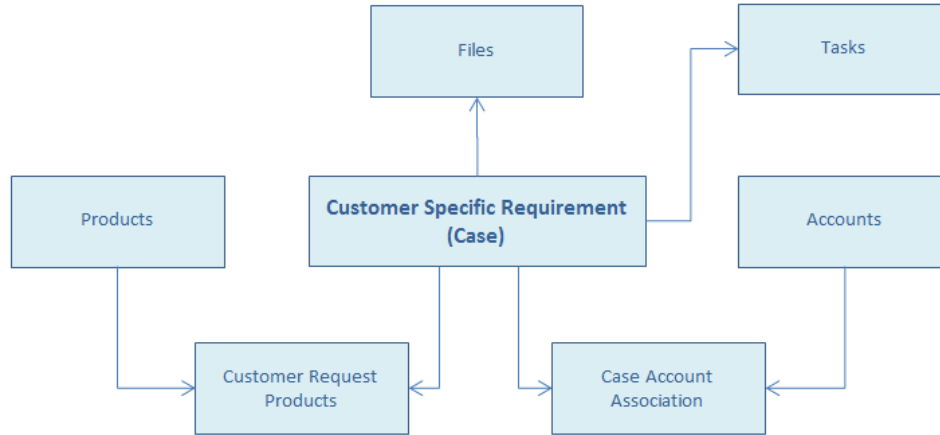 Files
Tasks
Products
Customer Specific Requirement
(Case)
Accounts
Customer Request
Products
Case Account
Association